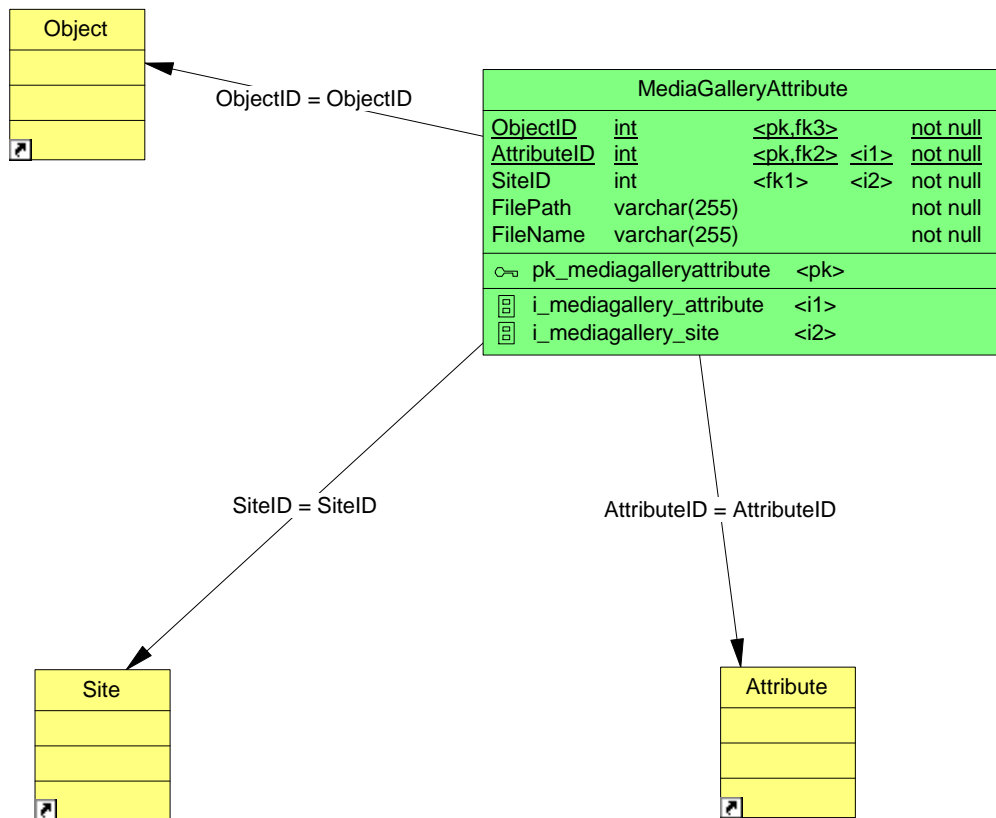 Object
ObjectID = ObjectID
MediaGalleryAttribute
ObjectID int <pk,fk3> not null
AttributeID int <pk,fk2> <i1> not null
SiteID int <fk1> <i2> not null
FilePath varchar(255) not null
FileName varchar(255) not null
pk_mediagalleryattribute <pk>
i_mediagallery_attribute <i1>
i_mediagallery_site <i2>
SiteID = SiteID
AttributeID = AttributeID
Site
Attribute